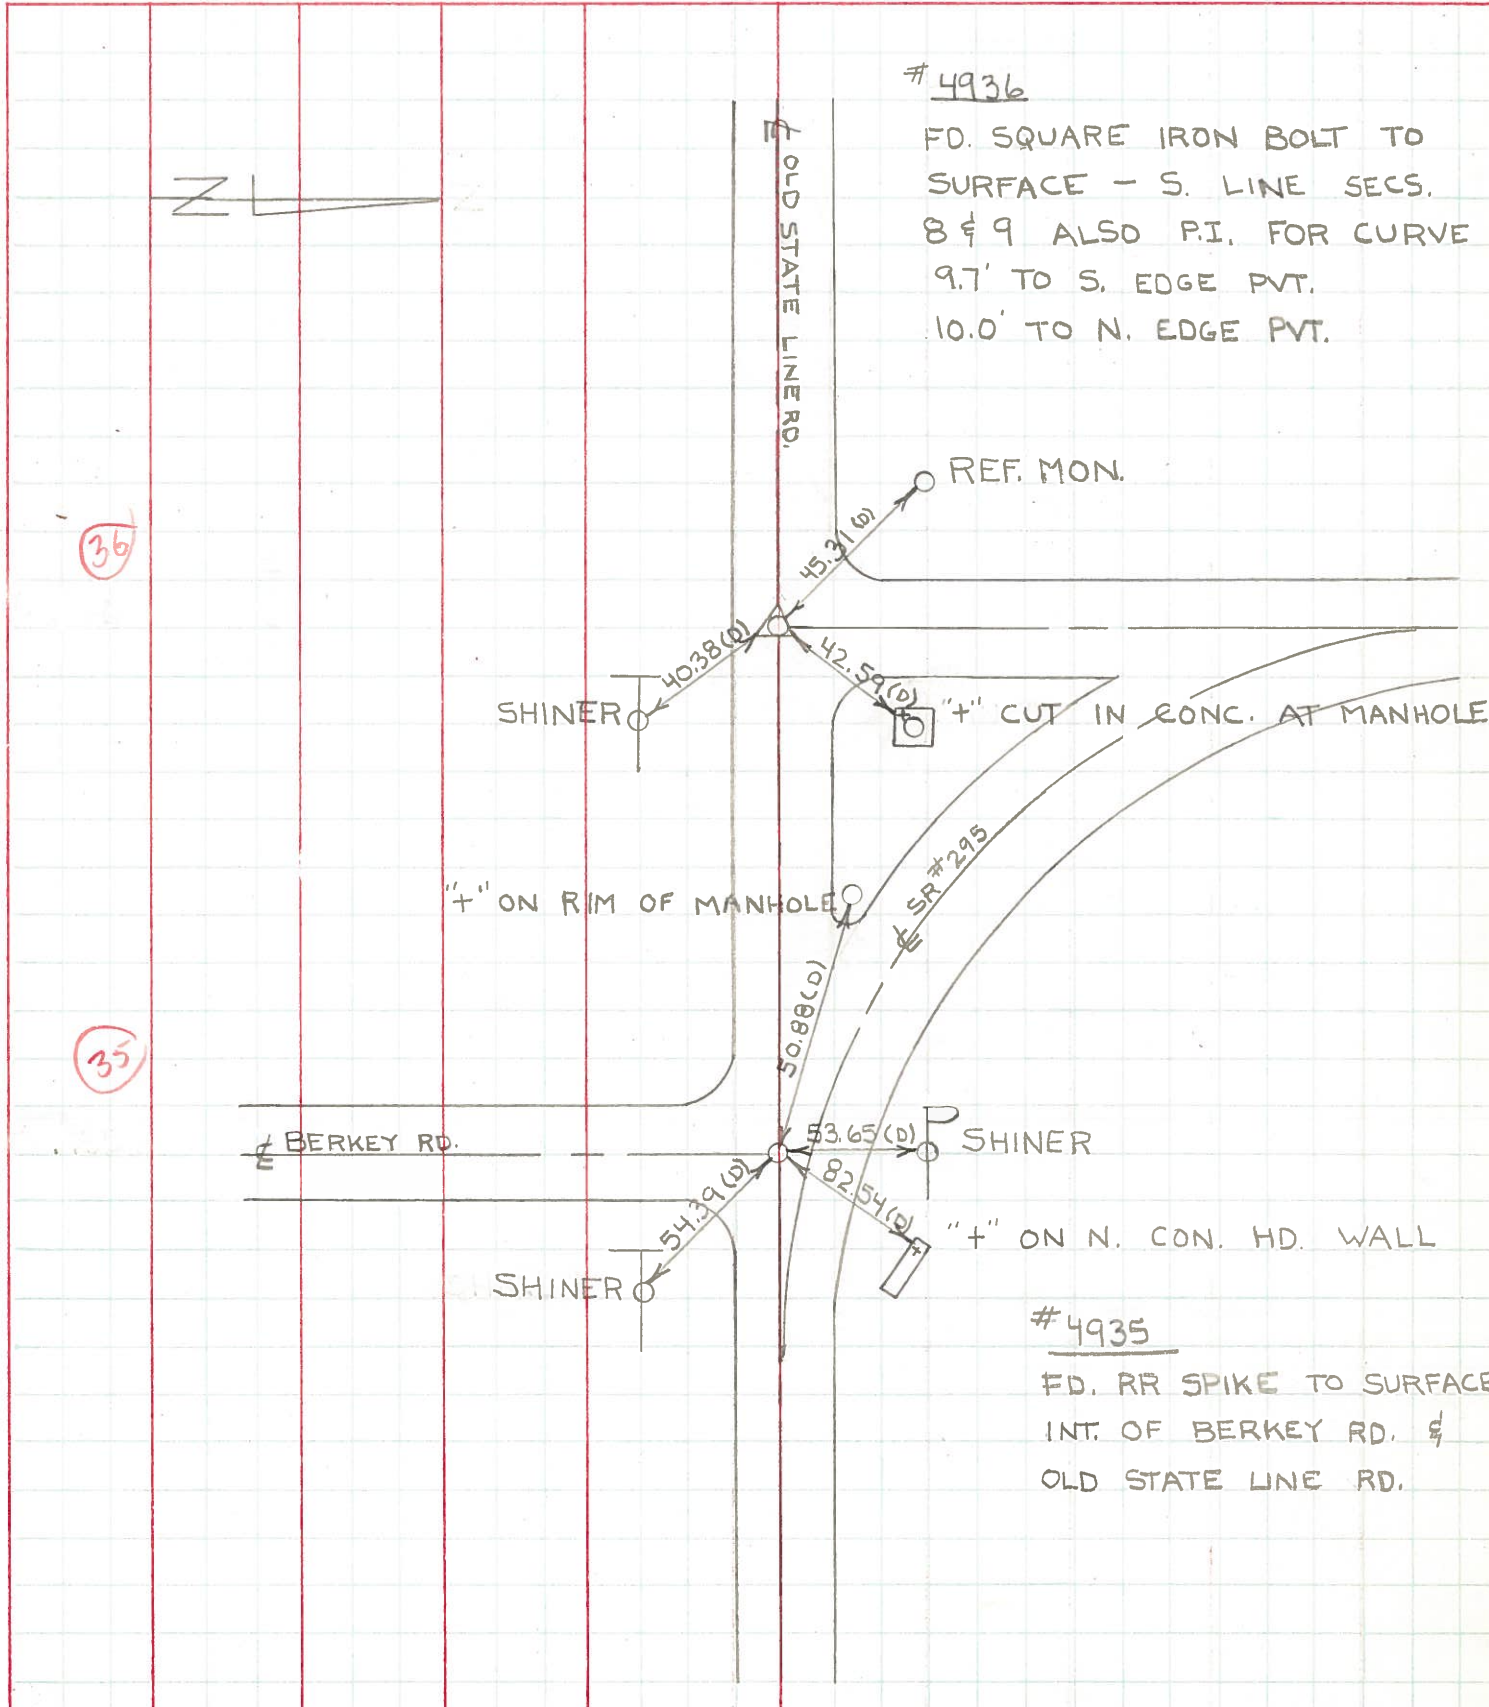 # 4936
FD. SQUARE IRON BOLT TO
SURFACE - S. LINE SECS.
8 & 9 ALSO P.I. FOR CURVE
9.7' TO S. EDGE PVT.
10.0' TO N. EDGE PVT.
N
℄ OLD STATE LINE RD.
REF. MON.
36
45.31 (D)
40.38 (D)
42.59 (D)
SHINER
"+" CUT IN CONC. AT MANHOLE
℄ SR #295
"+" ON RIM OF MANHOLE
50.88 (D)
35
℄ BERKEY RD.
53.65 (D)
SHINER
82.54 (D)
54.39 (D)
"+" ON N. CON. HD. WALL
SHINER
# 4935
FD. RR SPIKE TO SURFACE
INT. OF BERKEY RD. &
OLD STATE LINE RD.